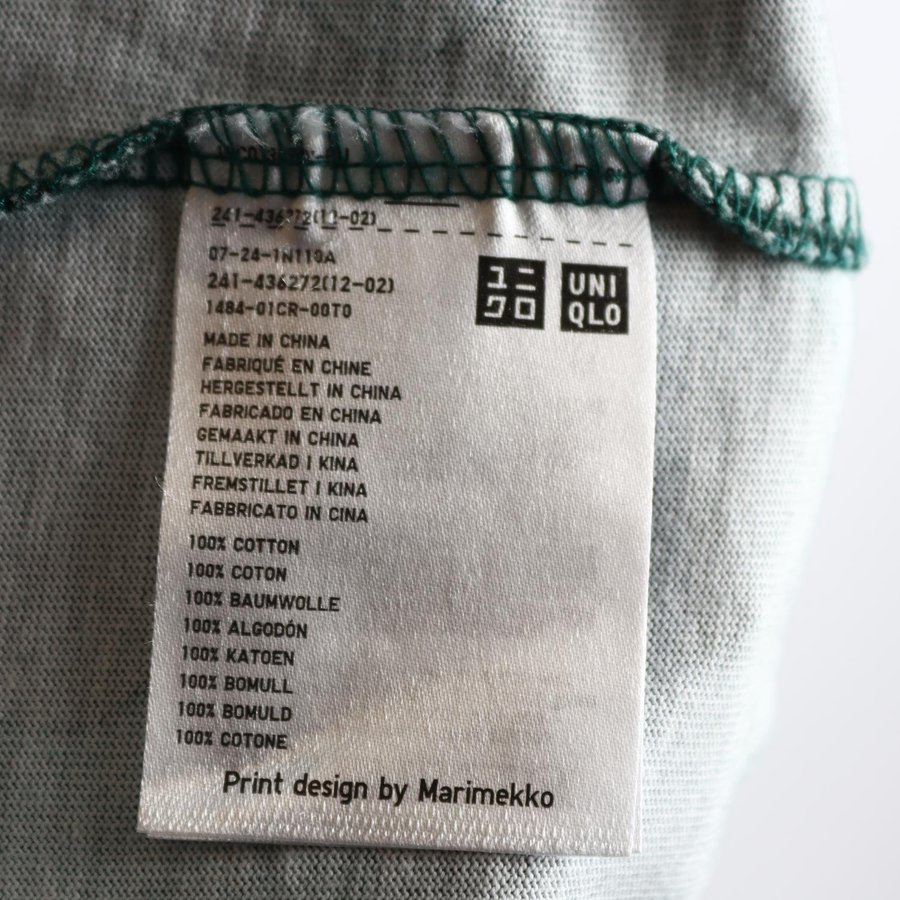 241-436272(12-02)
07-24-1N110A
241-436272(12-02)
1484-01CR-00T0
ユニ
クロ
UNI
QLO
MADE IN CHINA
FABRIQUÉ EN CHINE
HERGESTELLT IN CHINA
FABRICADO EN CHINA
GEMAAKT IN CHINA
TILLVERKAD I KINA
FREMSTILLET I KINA
FABBRICATO IN CINA
100% COTTON
100% COTON
100% BAUMWOLLE
100% ALGODÓN
100% KATOEN
100% BOMULL
100% BOMULD
100% COTONE
Print design by Marimekko